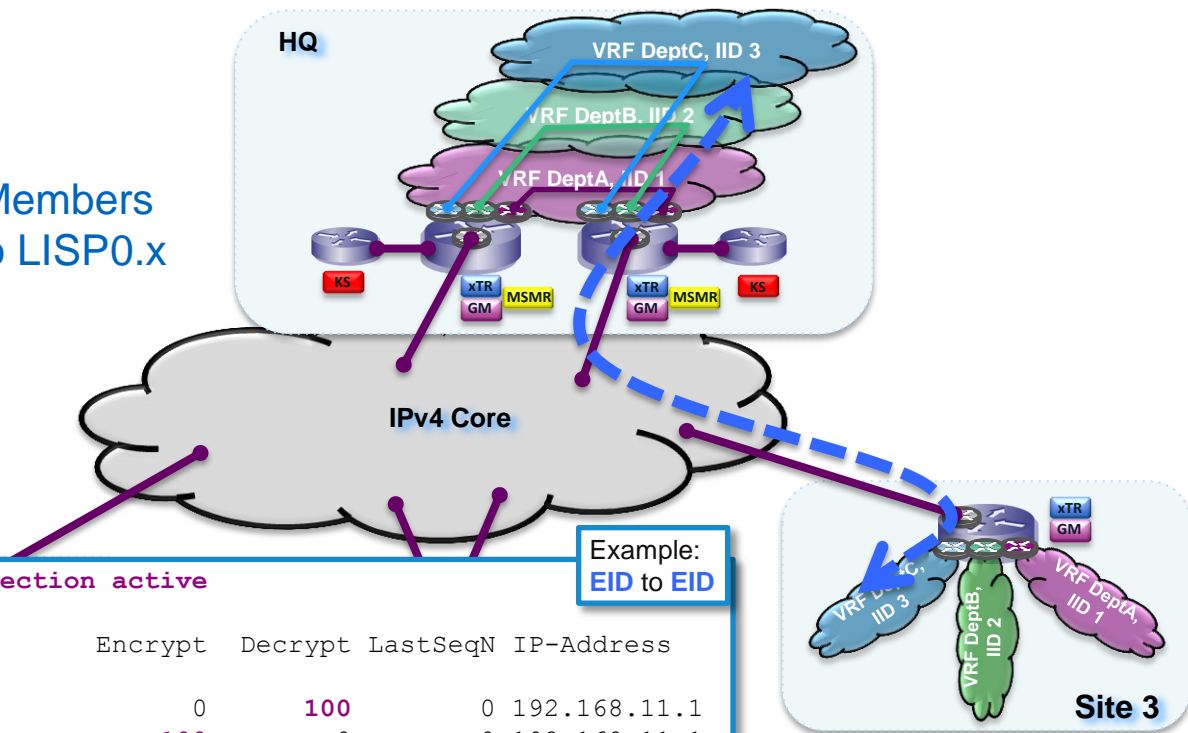 HQ
VRF DeptC, IID 3
VRF DeptB, IID 2
VRF DeptA, IID 1
Members
LISP0.x
KS
xTR
GM
MSMR
xTR
GM
MSMR
KS
IPv4 Core
xTR
GM
VRF DeptC,
IID 3
VRF DeptB,
IID 2
VRF DeptA,
IID 1
Site 3
Example:
EID to EID
ection active
Encrypt Decrypt LastSeqN IP-Address
0 100 0 192.168.11.1